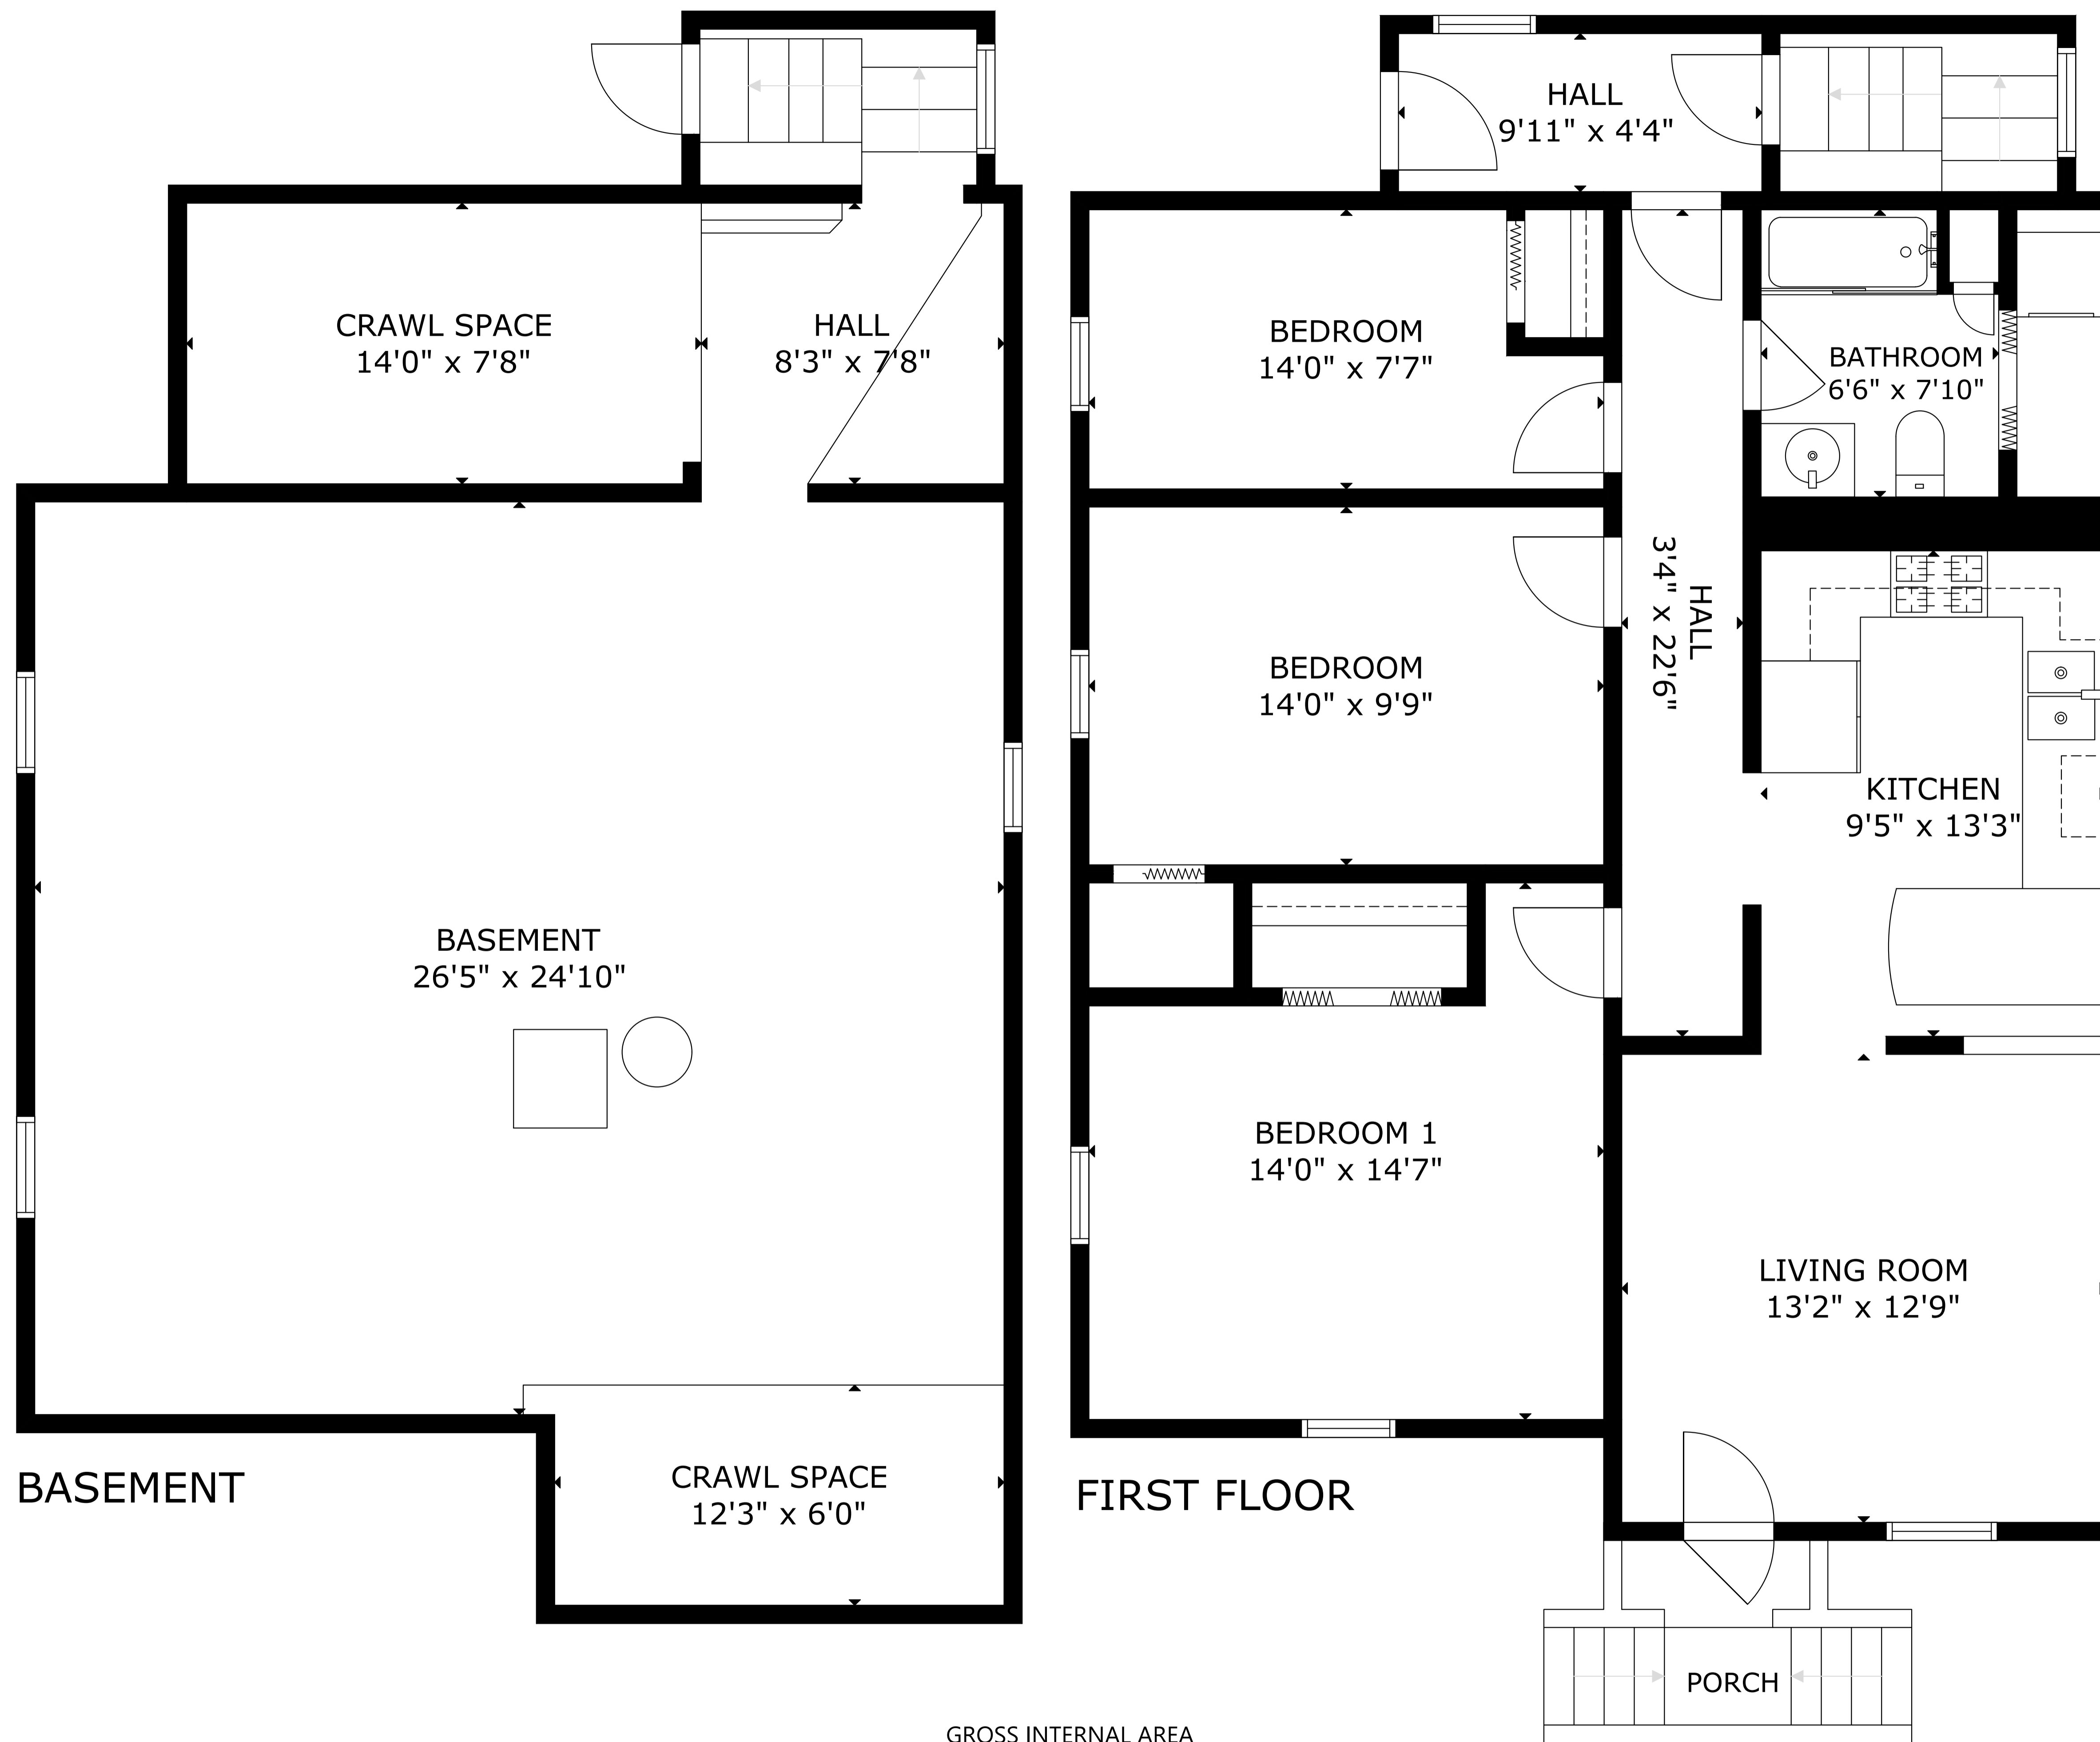 CRAWL SPACE
14'0" x 7'8"
HALL
8'3" x 7'8"
BASEMENT
26'5" x 24'10"
CRAWL SPACE
12'3" x 6'0"
BASEMENT
HALL
9'11" x 4'4"
BEDROOM
14'0" x 7'7"
BATHROOM
6'6" x 7'10"
BEDROOM
14'0" x 9'9"
HALL
3'4" x 22'6"
KITCHEN
9'5" x 13'3"
BEDROOM 1
14'0" x 14'7"
LIVING ROOM
13'2" x 12'9"
FIRST FLOOR
PORCH
GROSS INTERNAL AREA